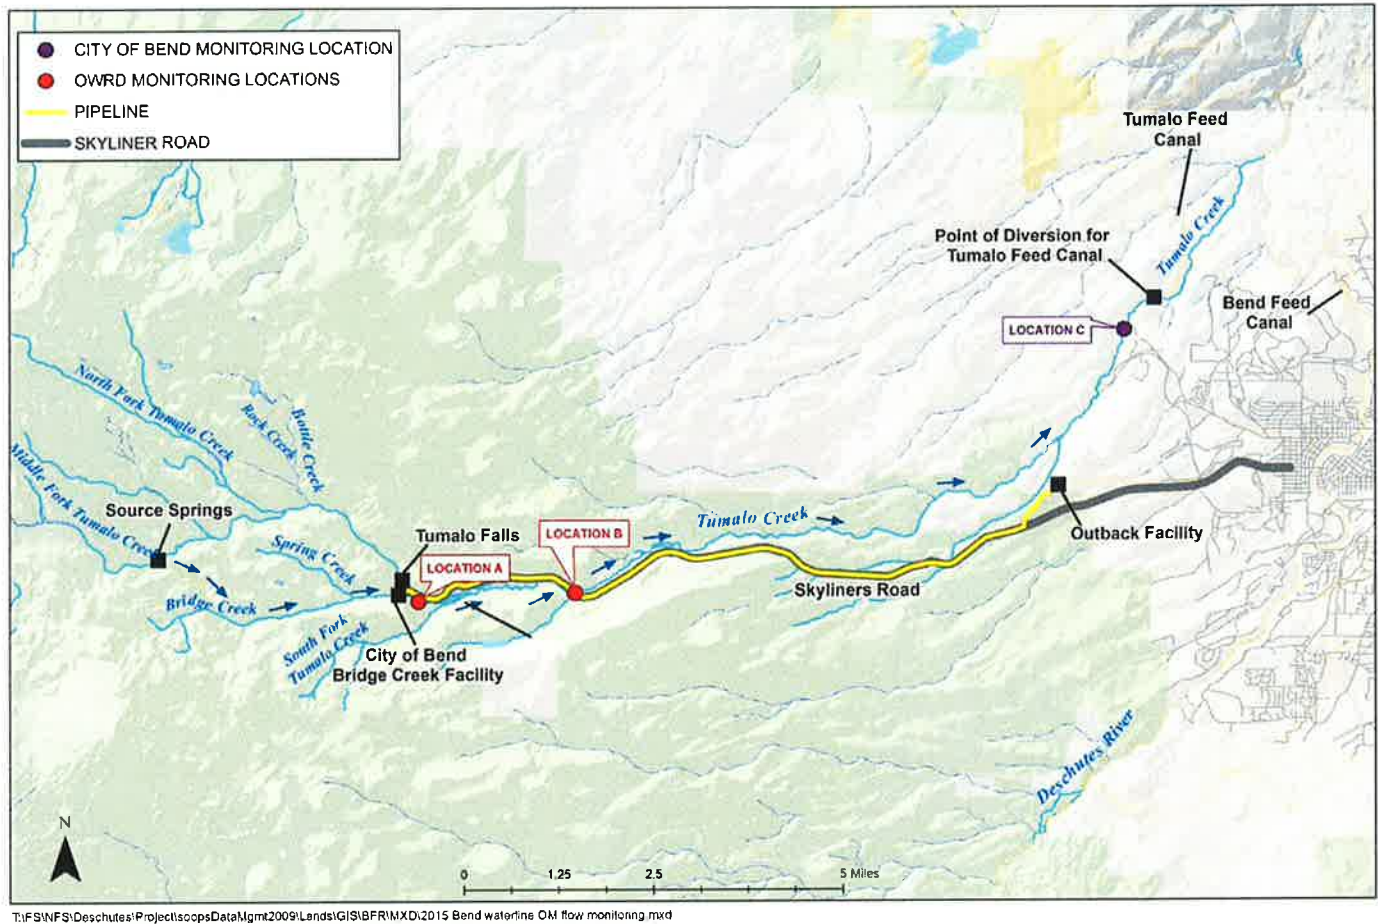 CITY OF BEND MONITORING LOCATION
OWRD MONITORING LOCATIONS
PIPELINE
SKYLINER ROAD
Tumalo Feed
Canal
Tumalo Creek
Point of Diversion for
Tumalo Feed Canal
Bend Feed
Canal
LOCATION C
North Fork Tumalo Creek
Rock Creek
Bottle Creek
Middle Fork Tumalo Creek
Source Springs
Spring Creek
Tumalo Falls
LOCATION B
LOCATION A
Tumalo Creek
Outback Facility
Bridge Creek
Skyliners Road
South Fork
Tumalo Creek
City of Bend
Bridge Creek Facility
Deschutes River
N
0 1.25 2.5 5 Miles
T:\FS\NFS\Deschutes\Project\soopsDataMgmt2009\Lands\GIS\BFR\MXD\2015 Bend waterline OM flow monitoring.mxd